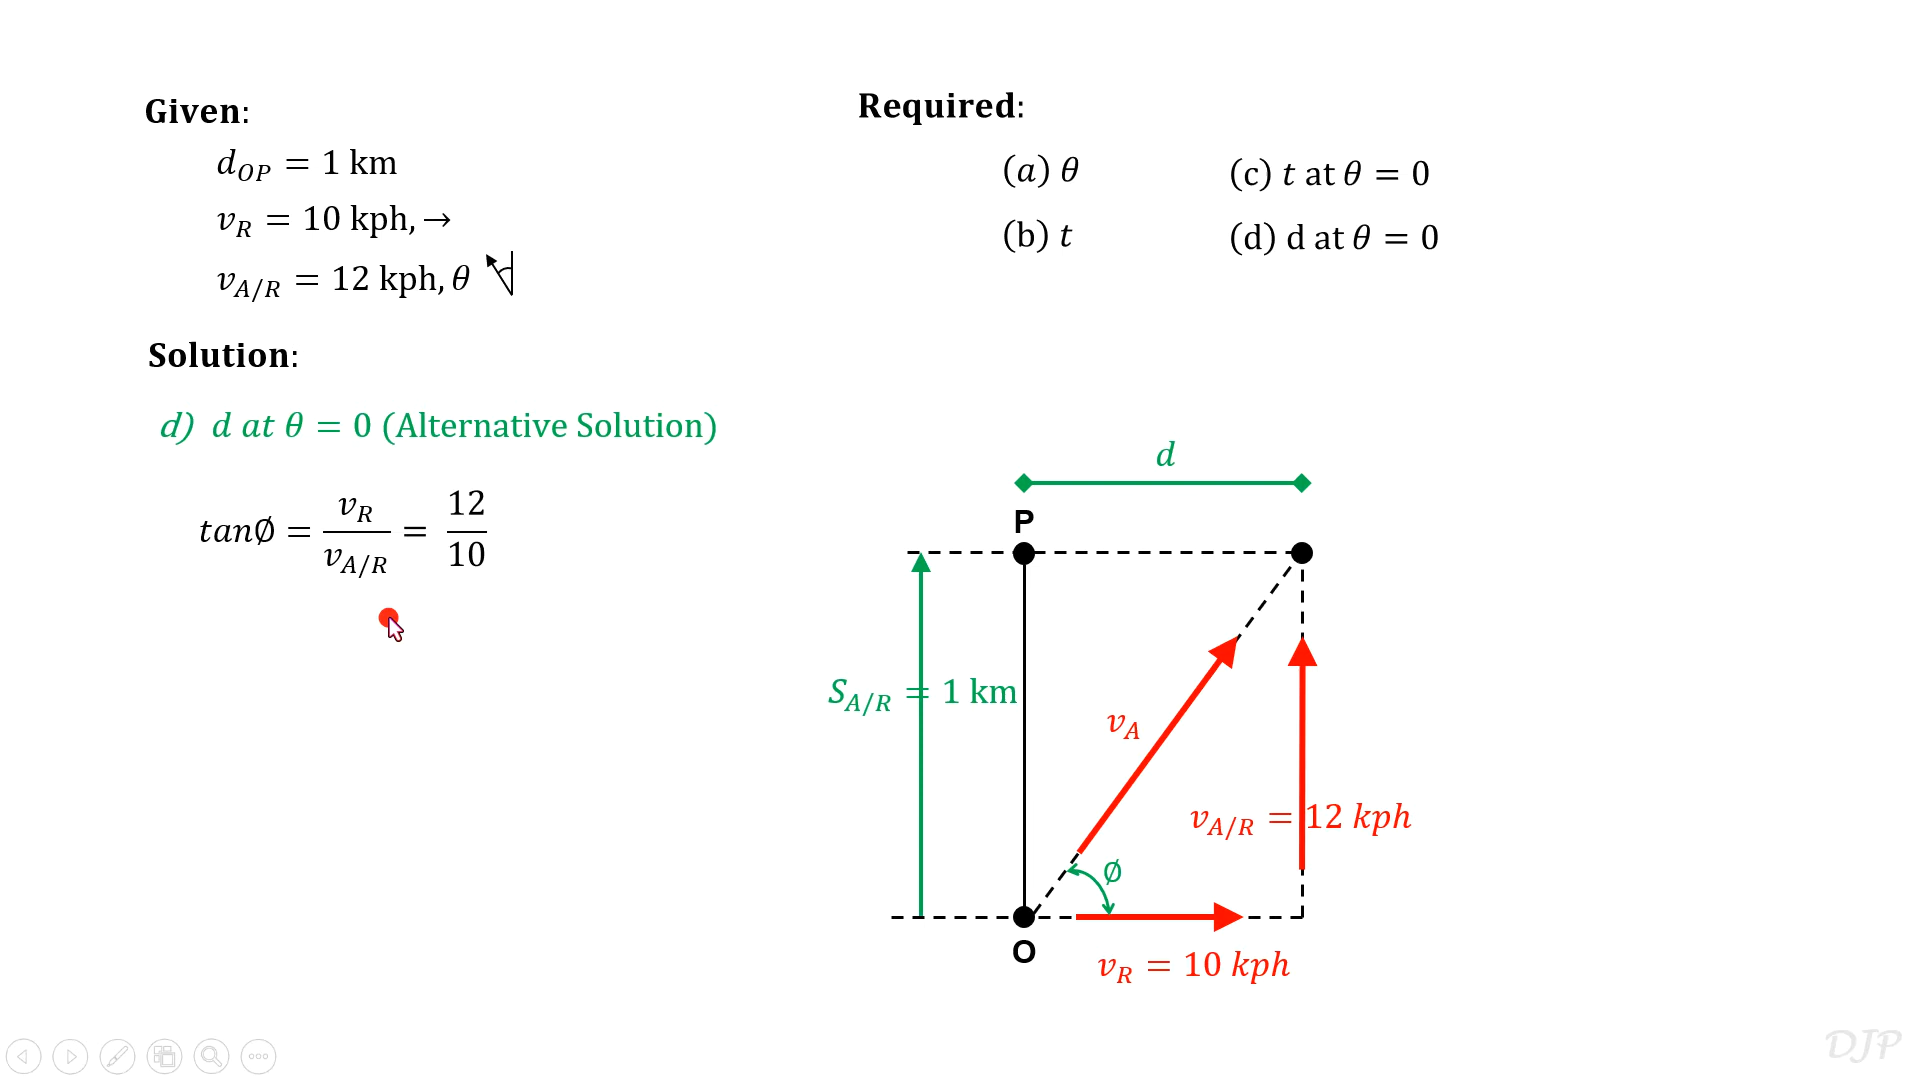 Given:
d_OP = 1 km
v_R = 10 kph, →
v_A/R = 12 kph, θ
Required:
(a) θ
(b) t
(c) t at θ = 0
(d) d at θ = 0
Solution:
d) d at θ = 0 (Alternative Solution)
tan∅ = v_R / v_A/R = 12 / 10
d
P
S_A/R = 1 km
v_A
v_A/R = 12 kph
∅
O
v_R = 10 kph
DJP